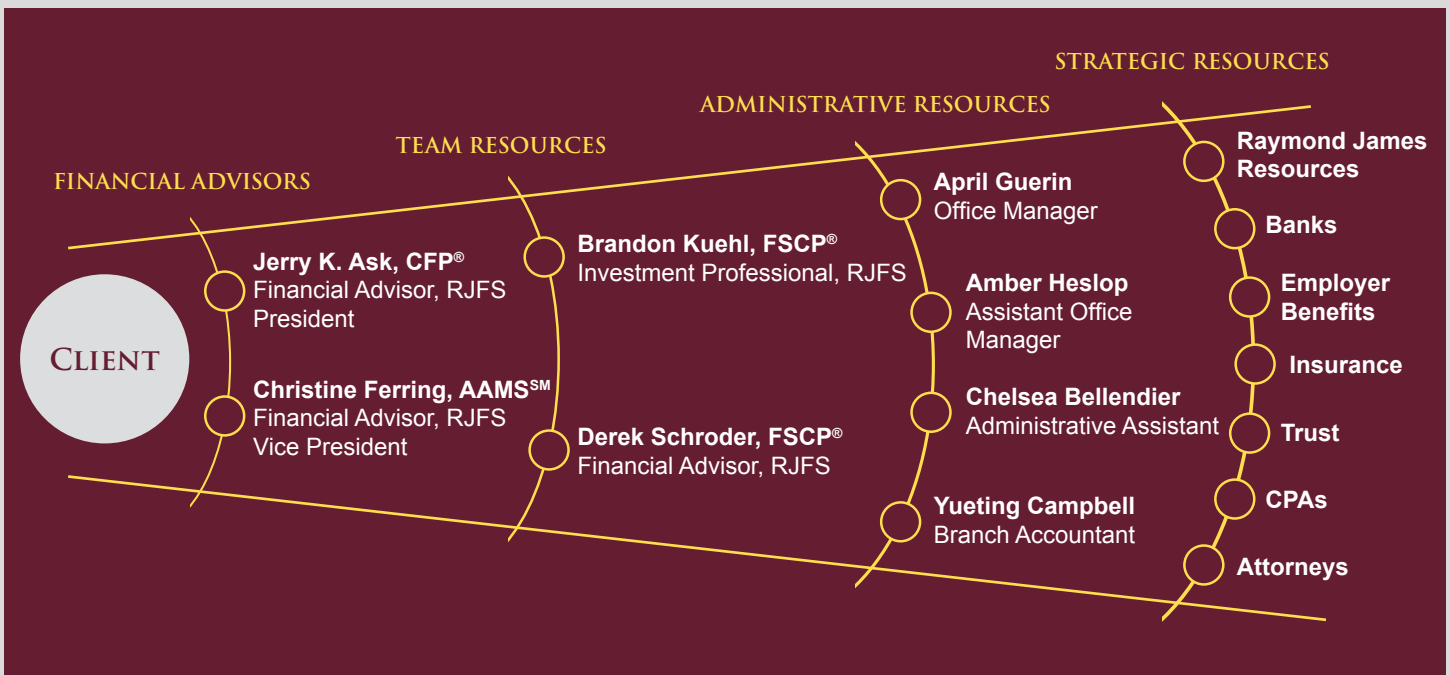 STRATEGIC RESOURCES
ADMINISTRATIVE RESOURCES
TEAM RESOURCES
FINANCIAL ADVISORS
CLIENT
Jerry K. Ask, CFP®
Financial Advisor, RJFS
President
Christine Ferring, AAMS℠
Financial Advisor, RJFS
Vice President
Brandon Kuehl, FSCP®
Investment Professional, RJFS
Derek Schroder, FSCP®
Financial Advisor, RJFS
April Guerin
Office Manager
Amber Heslop
Assistant Office
Manager
Chelsea Bellendier
Administrative Assistant
Yueting Campbell
Branch Accountant
Raymond James
Resources
Banks
Employer
Benefits
Insurance
Trust
CPAs
Attorneys